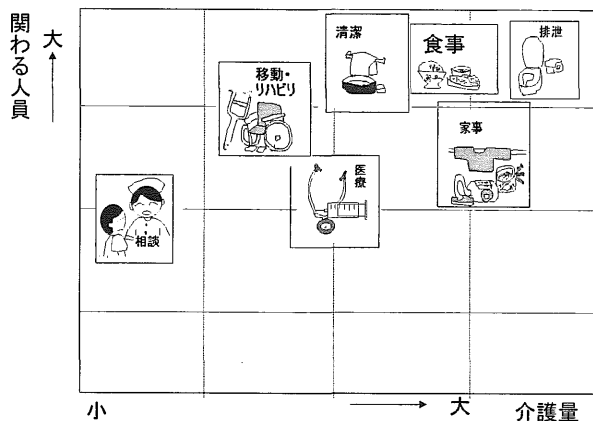 関わる人員
大
清潔
食事
排泄
移動・
リハビリ
家事
医療
相談
小
大
介護量